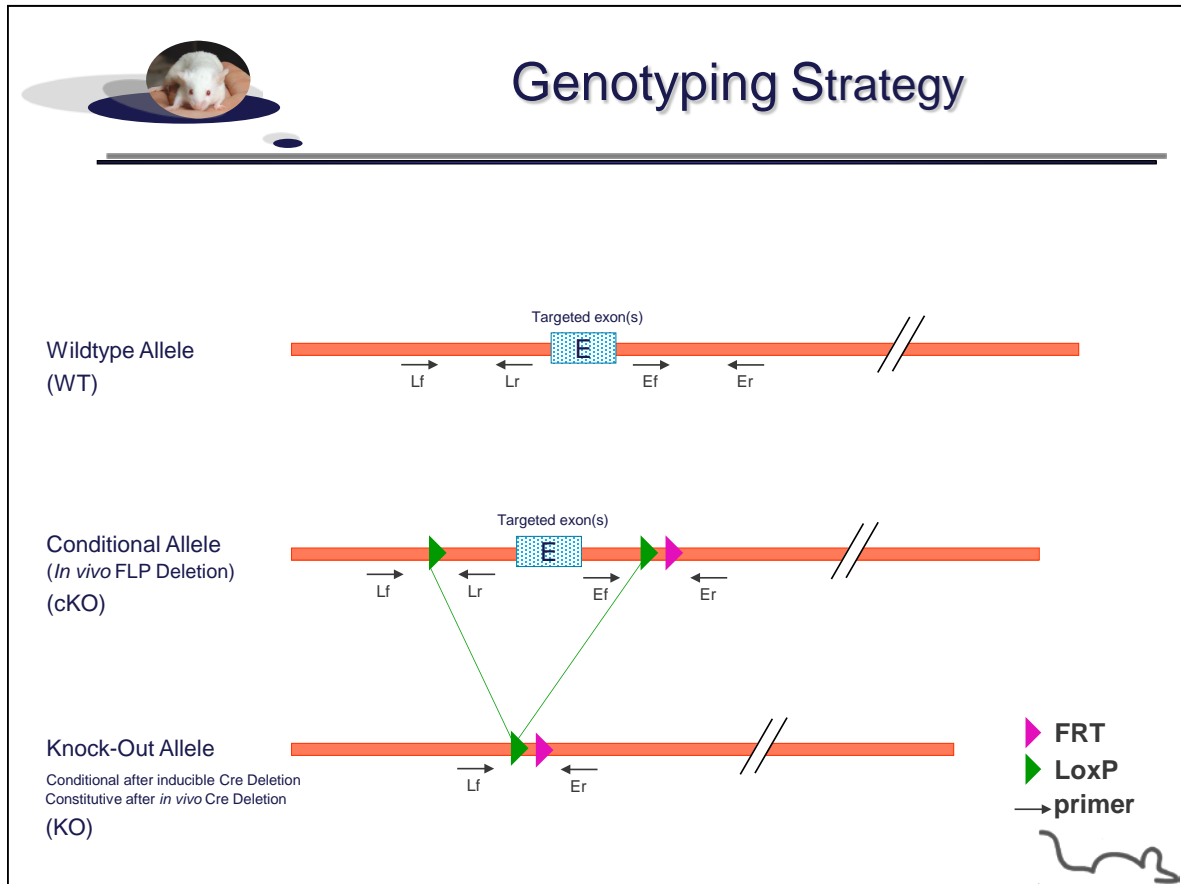 Genotyping Strategy
Targeted exon(s)
Wildtype Allele
(WT)
E
Lf
Lr
Ef
Er
Targeted exon(s)
Conditional Allele
(In vivo FLP Deletion)
(cKO)
E
Lf
Lr
Ef
Er
Knock-Out Allele
Conditional after inducible Cre Deletion
Constitutive after in vivo Cre Deletion
(KO)
Lf
Er
FRT
LoxP
primer